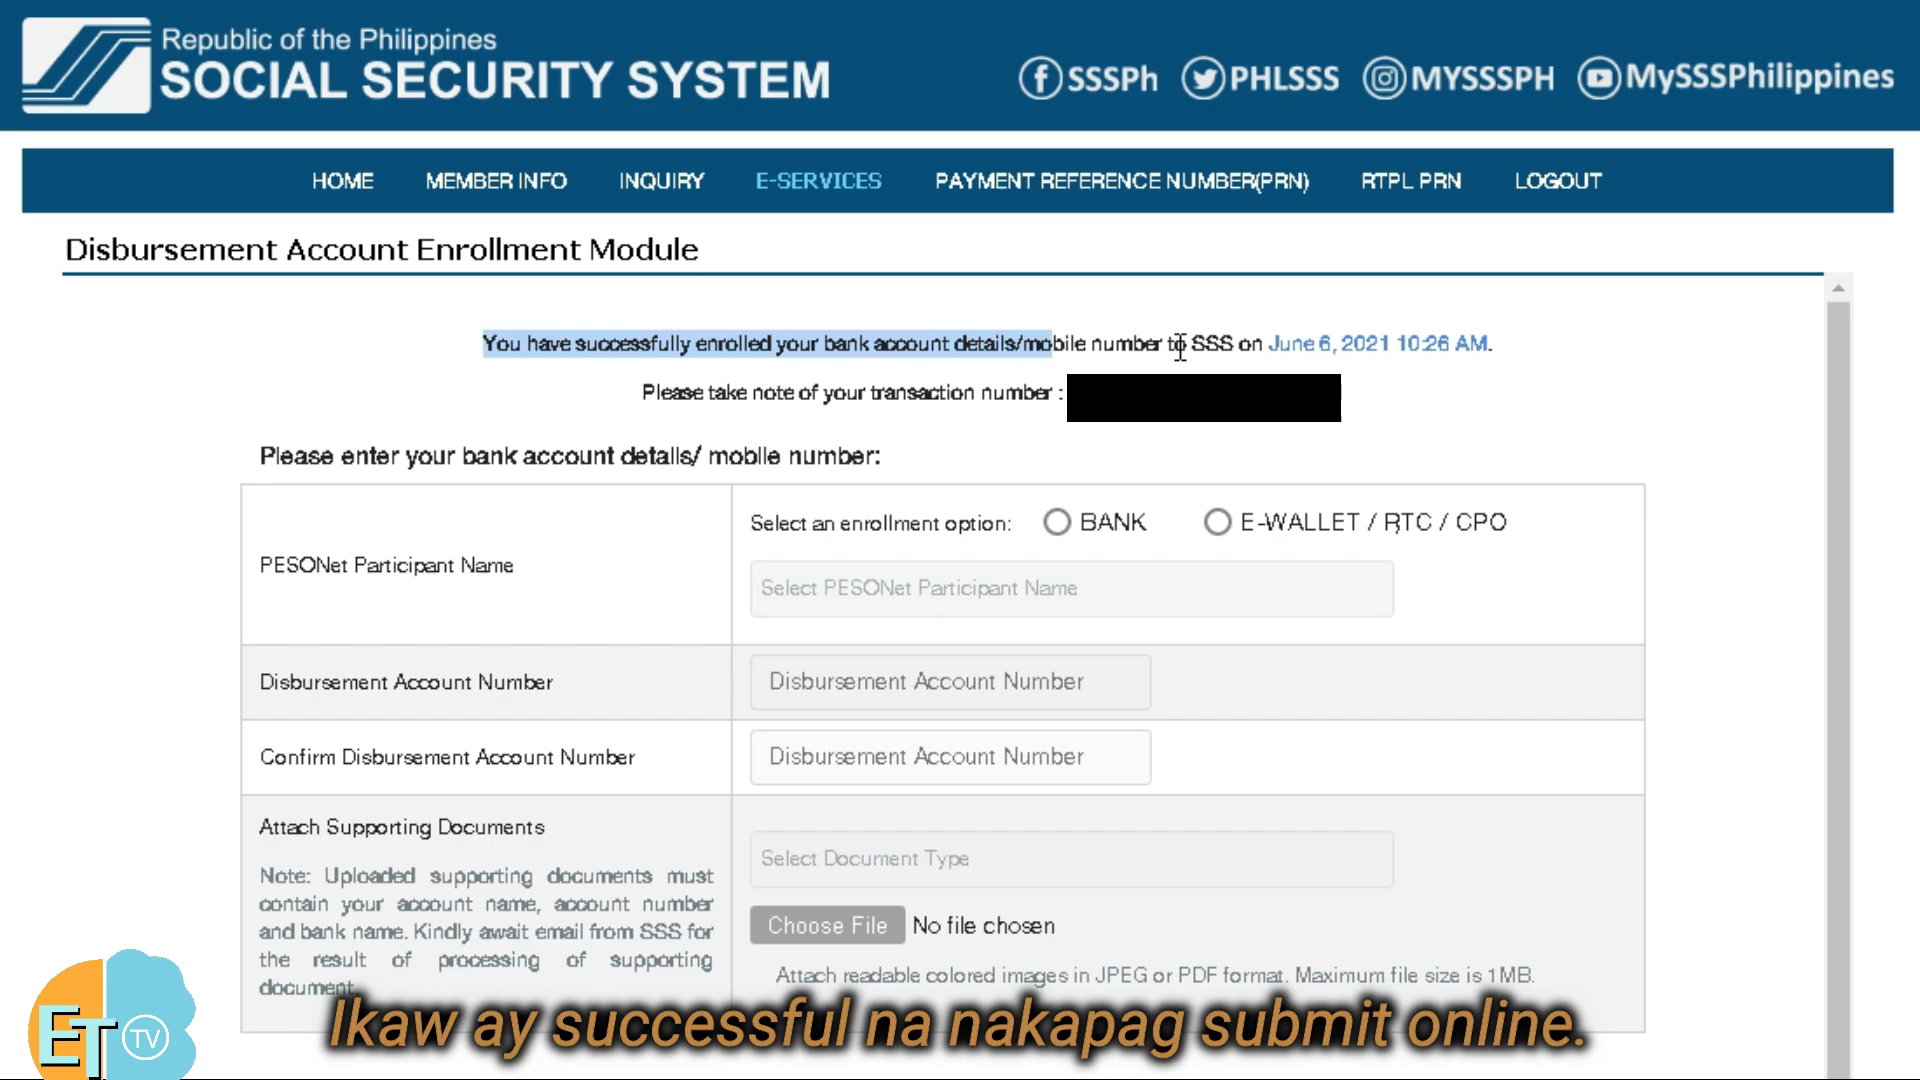 Republic of the Philippines
SOCIAL SECURITY SYSTEM
SSSPh PHLSSS MYSSSPH MySSSPhilippines
HOME MEMBER INFO INQUIRY E-SERVICES PAYMENT REFERENCE NUMBER(PRN) RTPL PRN LOGOUT
Disbursement Account Enrollment Module
You have successfully enrolled your bank account details/mobile number to SSS on June 6, 2021 10:26 AM.
Please take note of your transaction number :
Please enter your bank account details/ mobile number:
Select an enrollment option: BANK E-WALLET / RTC / CPO
PESONet Participant Name
Select PESONet Participant Name
Disbursement Account Number
Disbursement Account Number
Confirm Disbursement Account Number
Disbursement Account Number
Attach Supporting Documents
Note: Uploaded supporting documents must
contain your account name, account number
and bank name. Kindly await email from SSS for
the result of processing of supporting
document.
Select Document Type
Choose File No file chosen
Attach readable colored images in JPEG or PDF format. Maximum file size is 1MB.
Ikaw ay successful na nakapag submit online.
ET TV